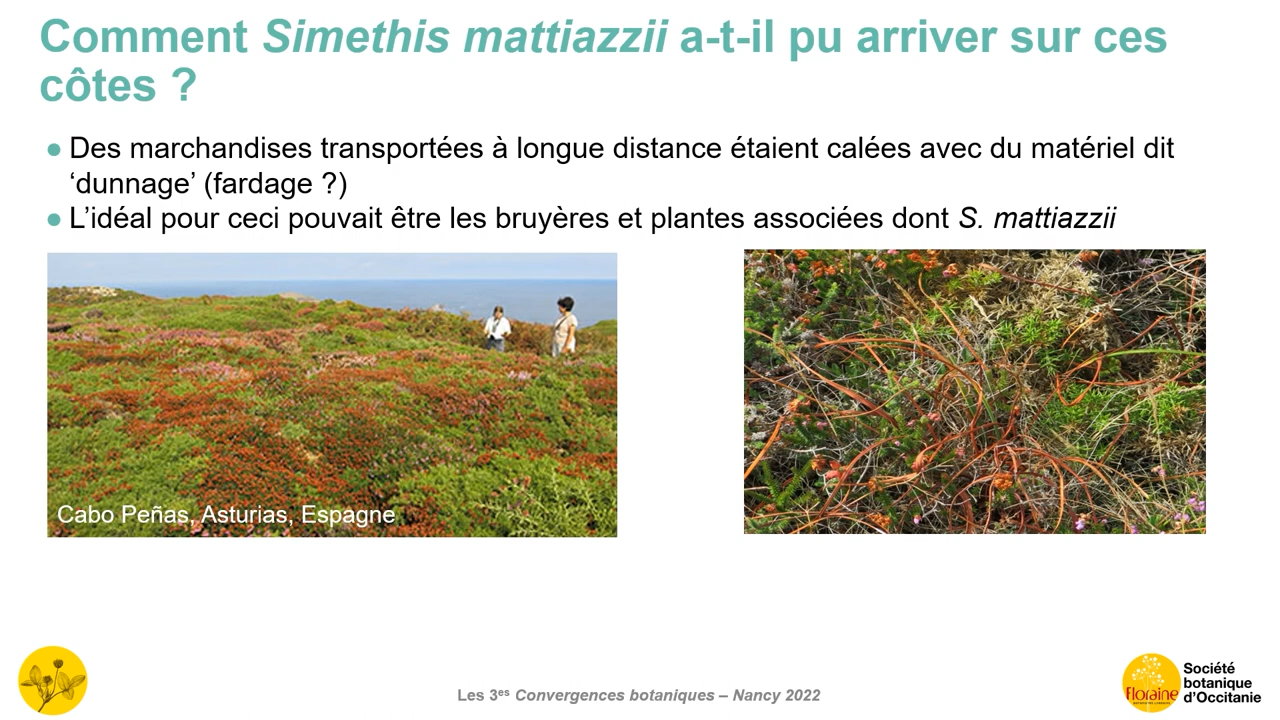 Comment Simethis mattiazzii a-t-il pu arriver sur ces
côtes ?
● Des marchandises transportées à longue distance étaient calées avec du matériel dit
‘dunnage’ (fardage ?)
● L’idéal pour ceci pouvait être les bruyères et plantes associées dont S. mattiazzii
Cabo Peñas, Asturias, Espagne
Les 3es Convergences botaniques – Nancy 2022
Floraine
Société
botanique
d’Occitanie